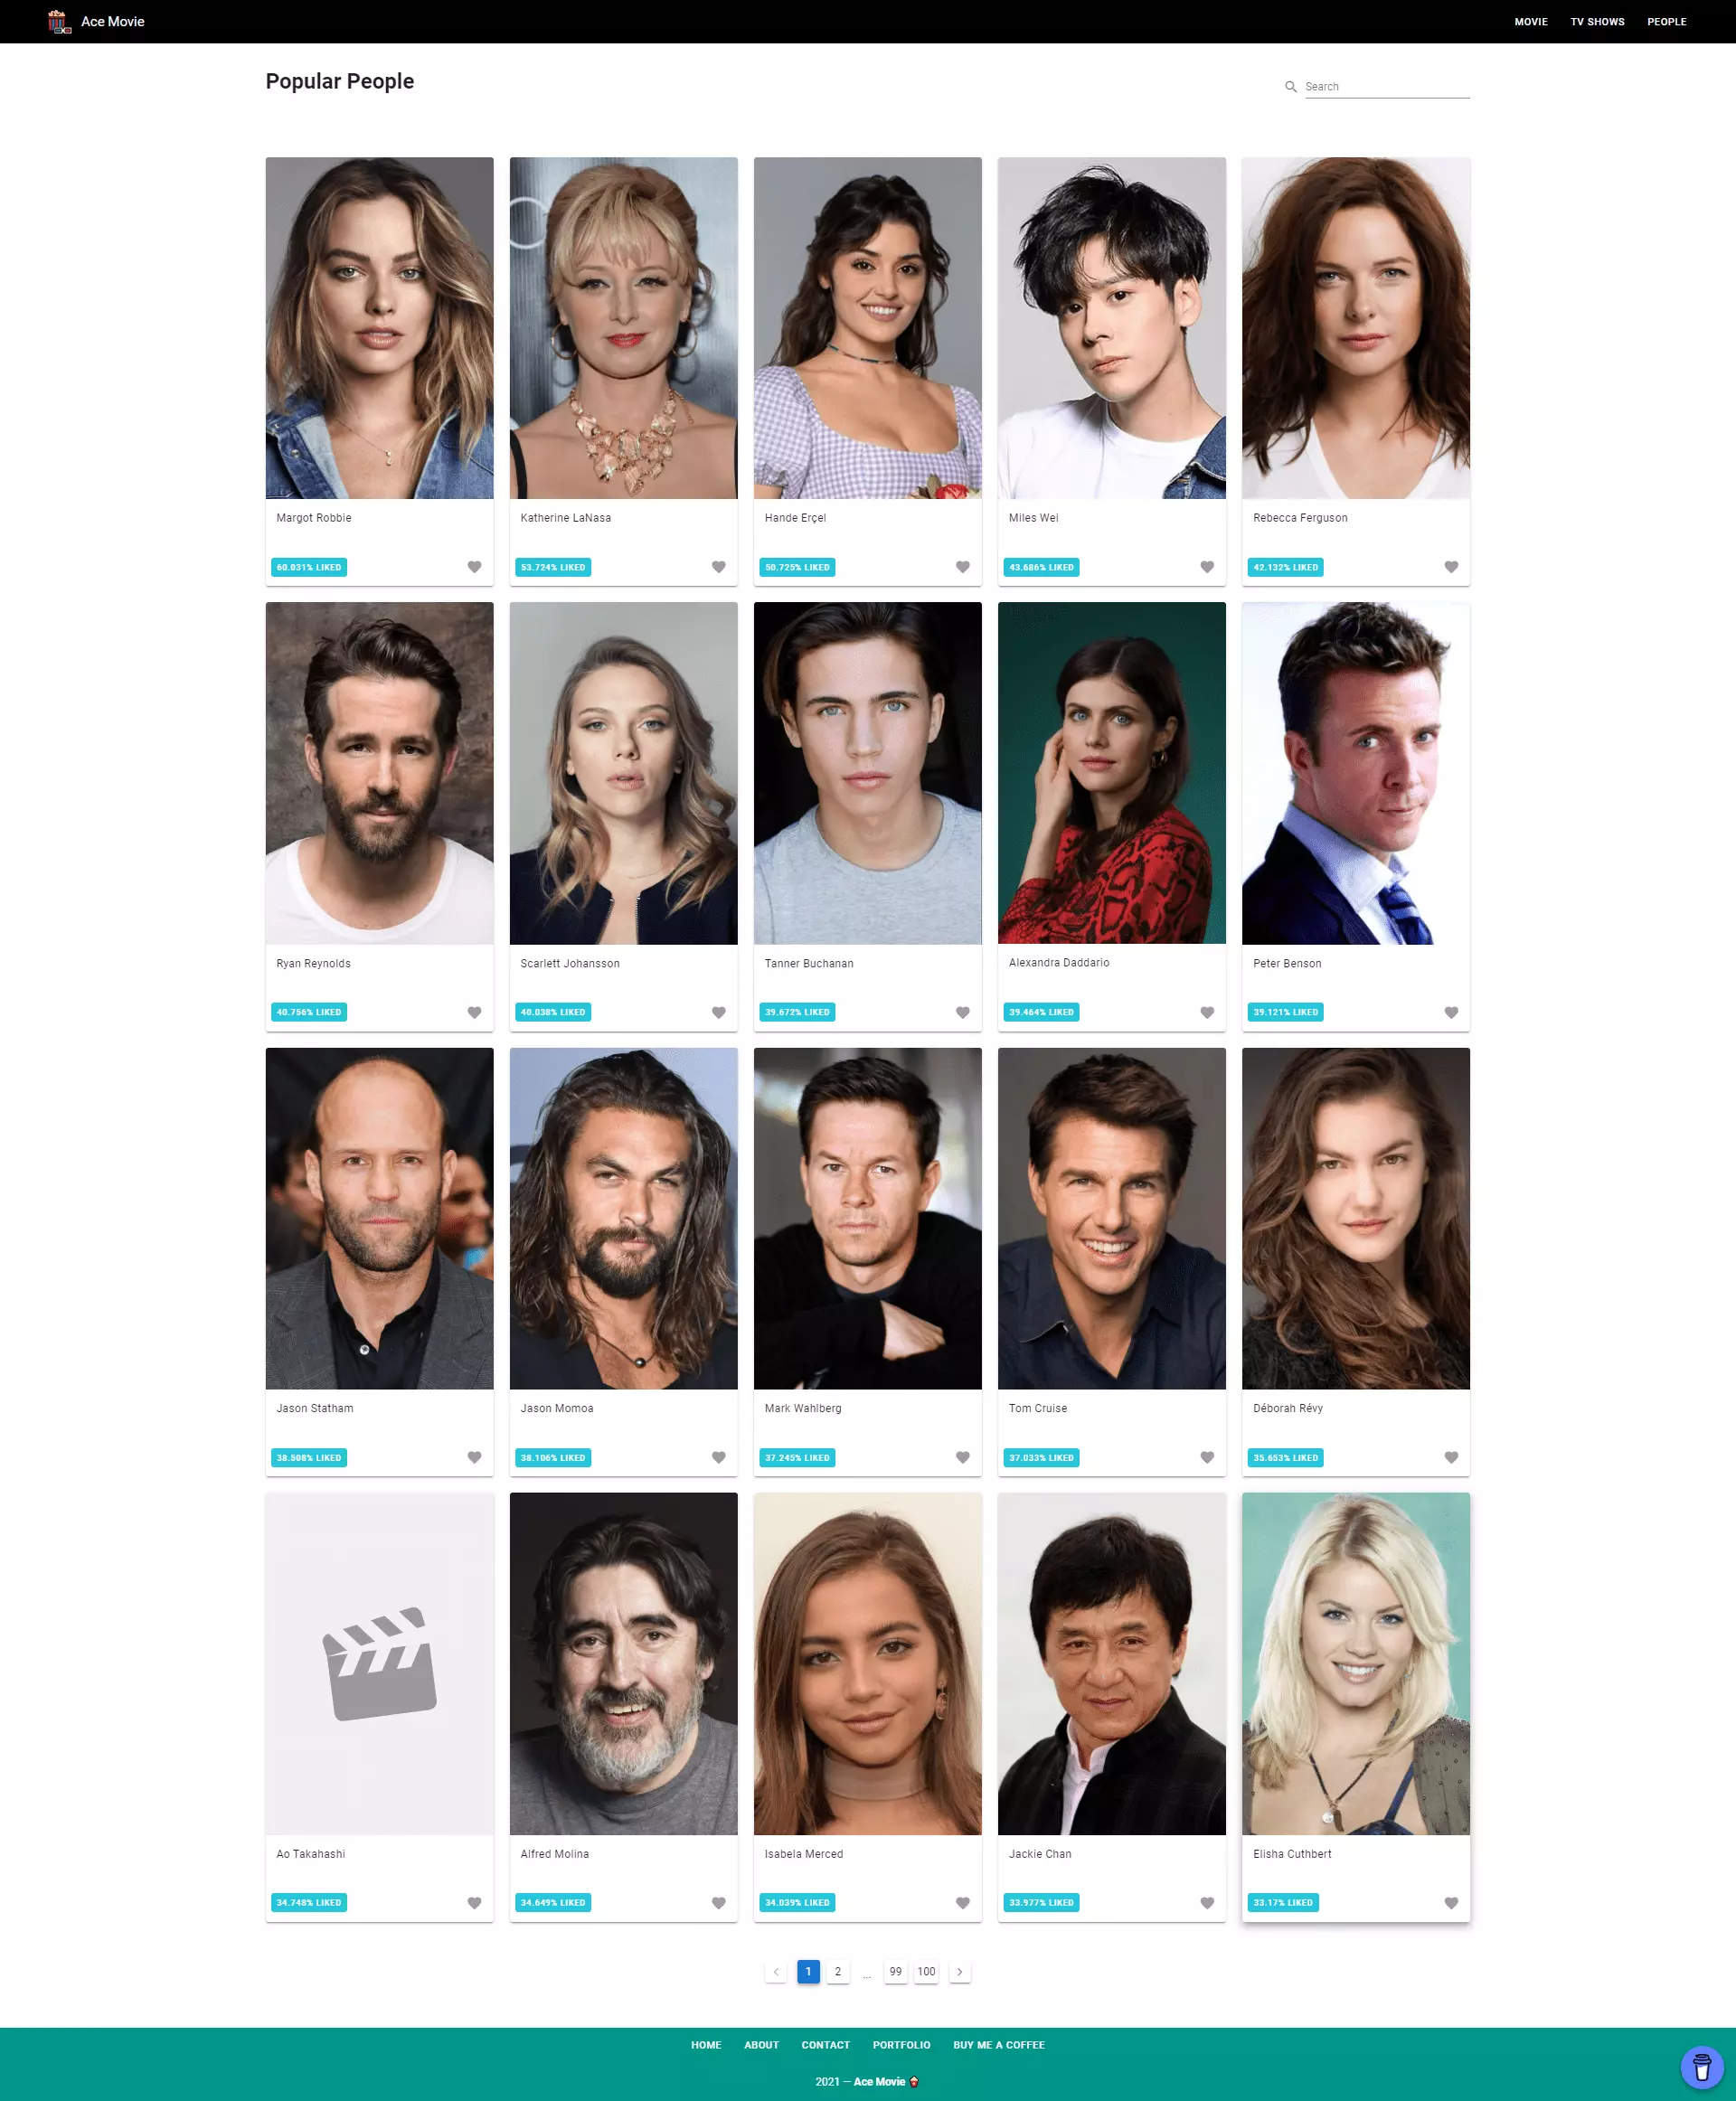 Ace Movie
MOVIE TV SHOWS PEOPLE
Popular People
Search
Margot Robbie
Katherine LaNasa
Hande Erçel
Miles Wei
Rebecca Ferguson
60.031% LIKED
53.724% LIKED
50.725% LIKED
43.686% LIKED
42.132% LIKED
Ryan Reynolds
Scarlett Johansson
Tanner Buchanan
Alexandra Daddario
Peter Benson
40.756% LIKED
40.038% LIKED
39.672% LIKED
39.464% LIKED
39.121% LIKED
Jason Statham
Jason Momoa
Mark Wahlberg
Tom Cruise
Déborah Révy
38.508% LIKED
38.106% LIKED
37.245% LIKED
37.033% LIKED
35.653% LIKED
Ao Takahashi
Alfred Molina
Isabela Merced
Jackie Chan
Elisha Cuthbert
34.748% LIKED
34.649% LIKED
34.039% LIKED
33.977% LIKED
33.17% LIKED
1 2 ... 99 100
HOME ABOUT CONTACT PORTFOLIO BUY ME A COFFEE
2021 — Ace Movie